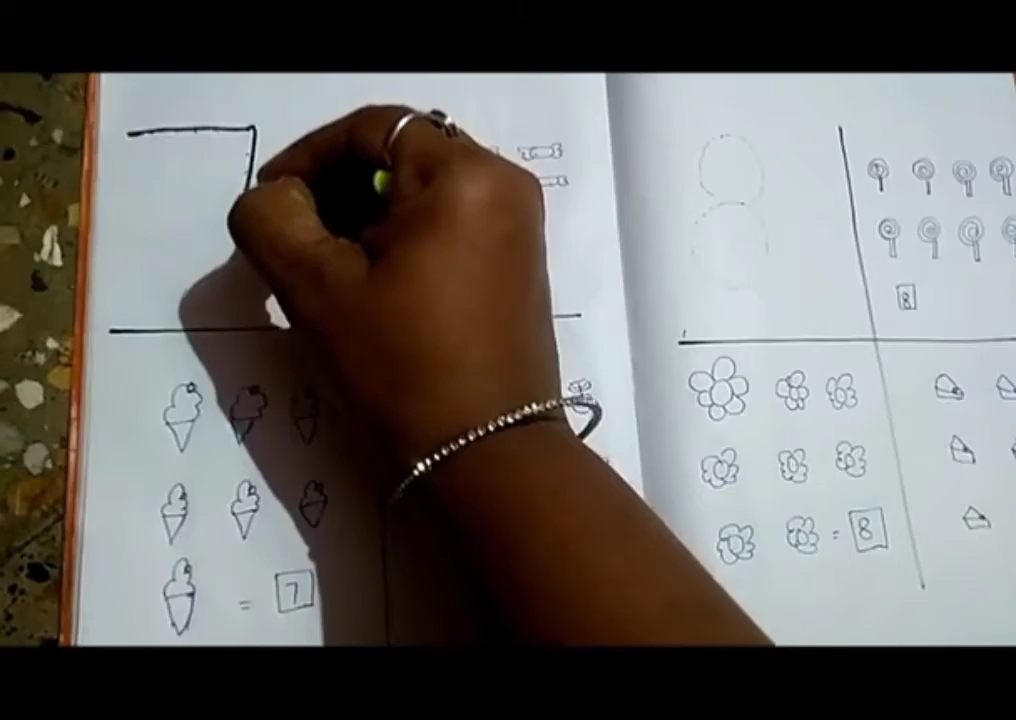 8
= 7
= 8